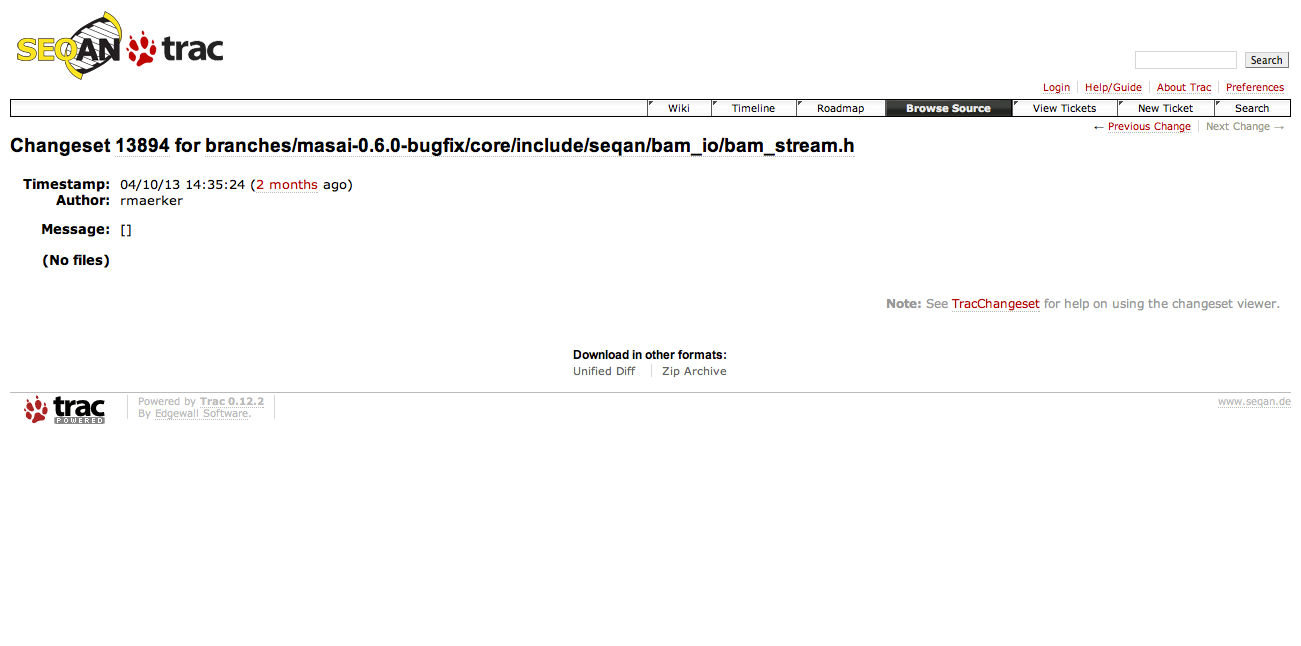 SEQAN trac
Search
Login Help/Guide About Trac Preferences
Wiki Timeline Roadmap Browse Source View Tickets New Ticket Search
← Previous Change Next Change →
Changeset 13894 for branches/masai-0.6.0-bugfix/core/include/seqan/bam_io/bam_stream.h
Timestamp: 04/10/13 14:35:24 (2 months ago)
Author: rmaerker
Message: []
(No files)
Note: See TracChangeset for help on using the changeset viewer.
Download in other formats:
Unified Diff Zip Archive
trac POWERED
Powered by Trac 0.12.2
By Edgewall Software.
www.seqan.de